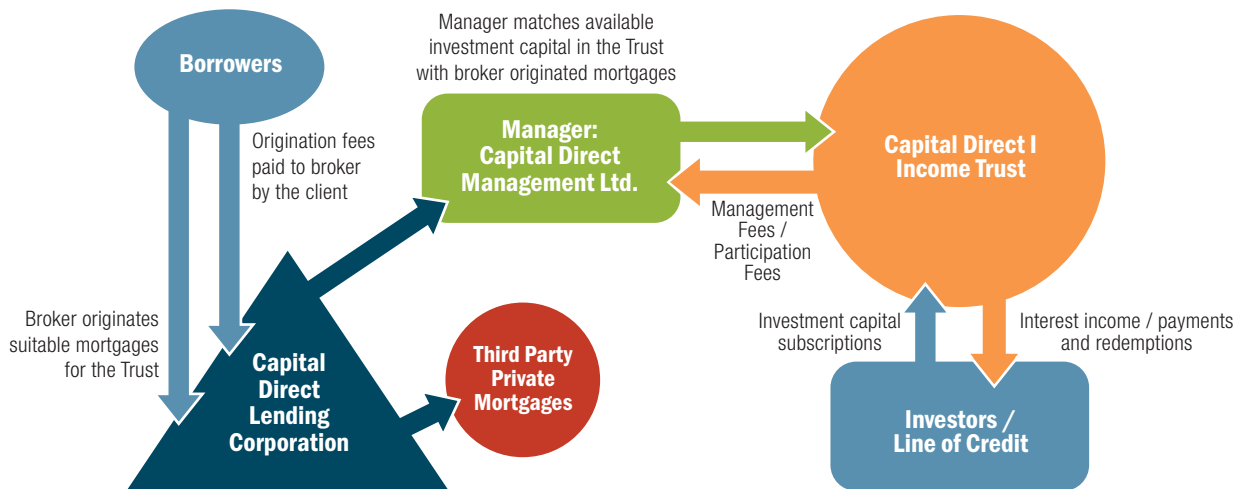 Borrowers
Manager matches available
investment capital in the Trust
with broker originated mortgages
Origination fees
paid to broker
by the client
Manager:
Capital Direct
Management Ltd.
Capital Direct I
Income Trust
Management
Fees /
Participation
Fees
Broker originates
suitable mortgages
for the Trust
Capital
Direct
Lending
Corporation
Third Party
Private
Mortgages
Investment capital
subscriptions
Interest income / payments
and redemptions
Investors /
Line of Credit